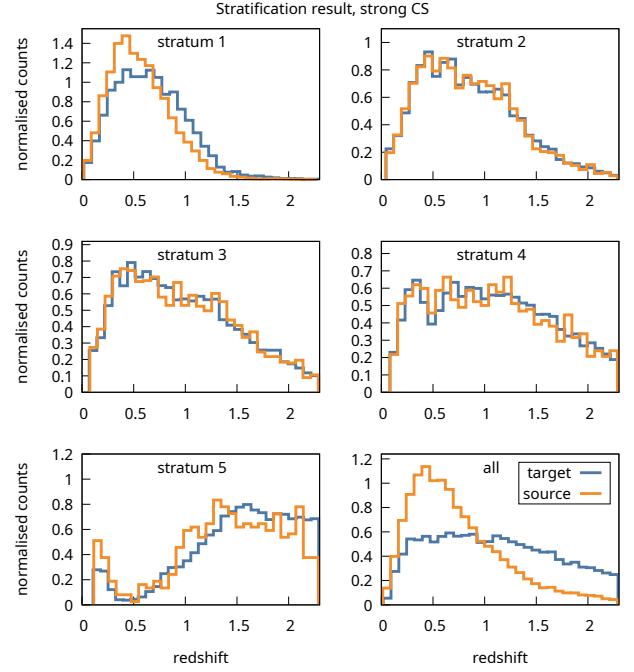 Stratification result, strong CS
normalised counts
stratum 1
1.4
1.2
1
0.8
0.6
0.4
0.2
0
0 0.5 1 1.5 2
stratum 2
1
0.8
0.6
0.4
0.2
0
0 0.5 1 1.5 2
normalised counts
stratum 3
0.9
0.8
0.7
0.6
0.5
0.4
0.3
0.2
0.1
0
0 0.5 1 1.5 2
stratum 4
0.8
0.7
0.6
0.5
0.4
0.3
0.2
0.1
0
0 0.5 1 1.5 2
normalised counts
stratum 5
1.2
1
0.8
0.6
0.4
0.2
0
0 0.5 1 1.5 2
redshift
all
target
source
1.2
1
0.8
0.6
0.4
0.2
0
0 0.5 1 1.5 2
redshift